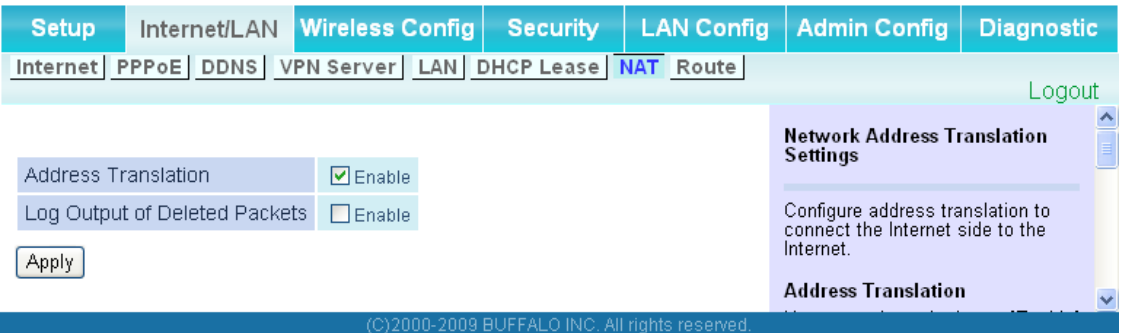 Setup Internet/LAN Wireless Config Security LAN Config Admin Config Diagnostic
Internet PPPoE DDNS VPN Server LAN DHCP Lease NAT Route
Logout
Address Translation Enable
Log Output of Deleted Packets Enable
Apply
Network Address Translation
Settings
Configure address translation to
connect the Internet side to the
Internet.
Address Translation
(C)2000-2009 BUFFALO INC. All rights reserved.